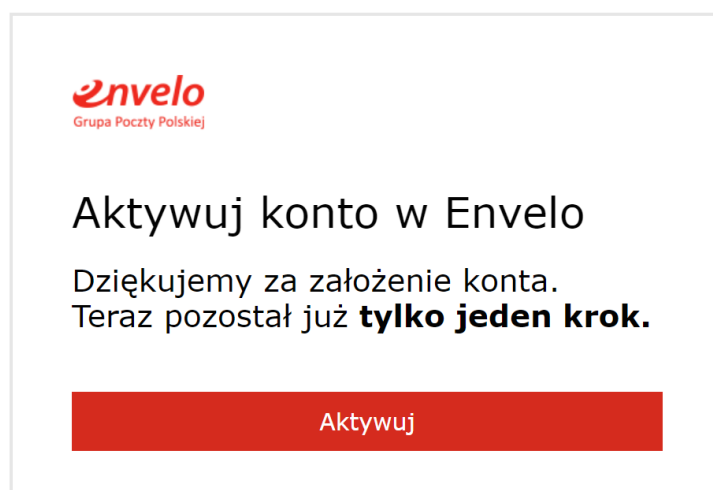 envelo
Grupa Poczty Polskiej
Aktywuj konto w Envelo
Dziękujemy za założenie konta.
Teraz pozostał już tylko jeden krok.
Aktywuj